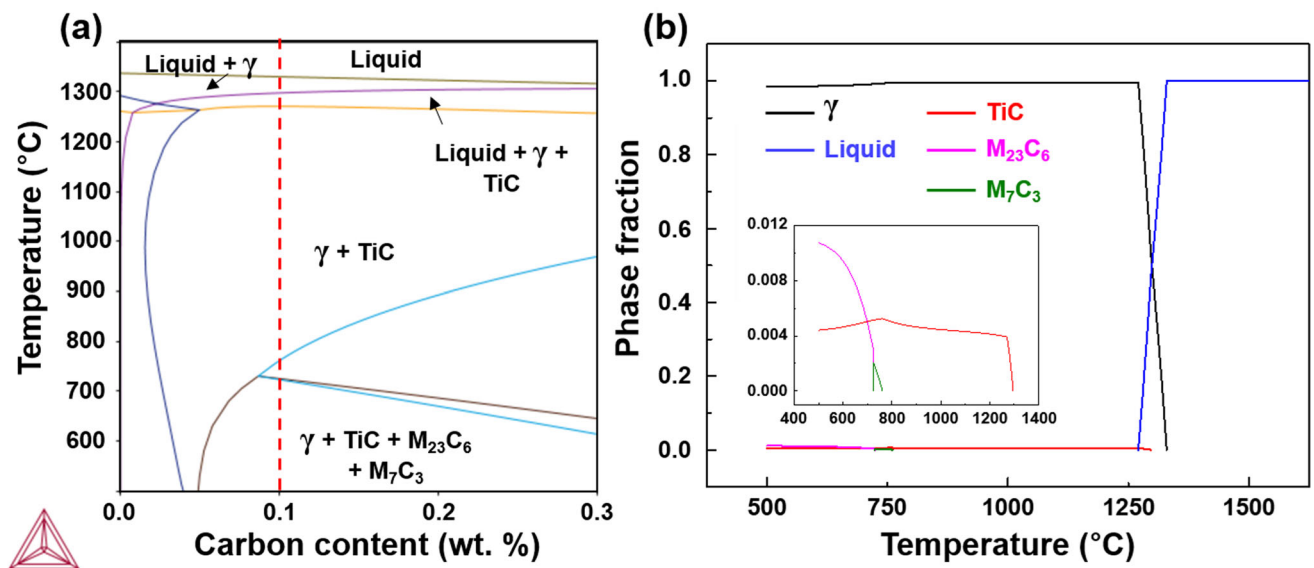 (a)
Liquid + γ
Liquid
Liquid + γ +
TiC
γ + TiC
γ + TiC + M₂₃C₆
+ M₇C₃
Temperature (°C)
1300
1200
1100
1000
900
800
700
600
0.0
0.1
0.2
0.3
Carbon content (wt. %)
(b)
γ
TiC
Liquid
M₂₃C₆
M₇C₃
Phase fraction
1.0
0.8
0.6
0.4
0.2
0.0
0.012
0.008
0.004
0.000
400
600
800
1000
1200
1400
500
750
1000
1250
1500
Temperature (°C)